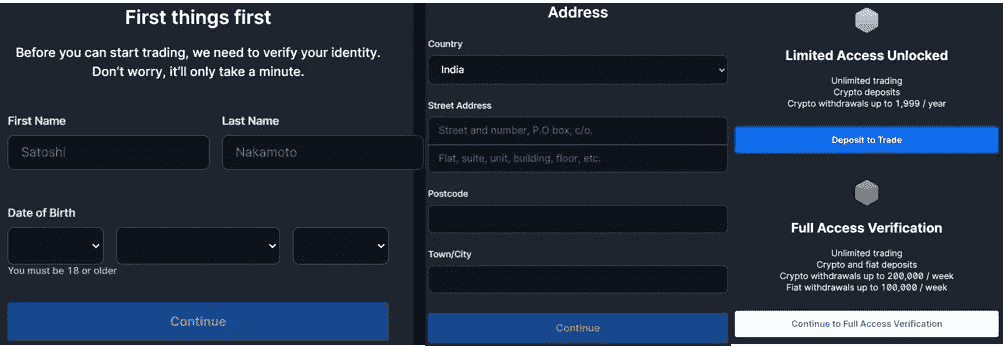 First things first
Before you can start trading, we need to verify your identity.
Don't worry, it'll only take a minute.
First Name
Last Name
Satoshi
Nakamoto
Date of Birth
You must be 18 or older
Continue
Address
Country
India
Street Address
Street and number, P.O box, c/o.
Flat, suite, unit, building, floor, etc.
Postcode
Town/City
Continue
Limited Access Unlocked
Unlimited trading
Crypto deposits
Crypto withdrawals up to 1,999 / year
Deposit to Trade
Full Access Verification
Unlimited trading
Crypto and fiat deposits
Crypto withdrawals up to 200,000 / week
Fiat withdrawals up to 100,000 / week
Continue to Full Access Verification